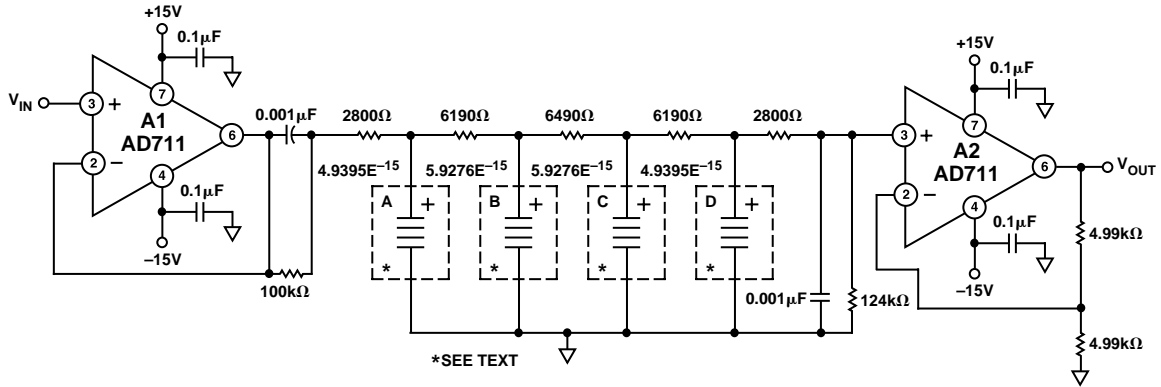 +15V
0.1μF
V_IN
3
+
7
A1
AD711
6
2
–
4
0.1μF
–15V
100kΩ
0.001μF
2800Ω
6190Ω
6490Ω
6190Ω
2800Ω
4.9395E⁻¹⁵
5.9276E⁻¹⁵
5.9276E⁻¹⁵
4.9395E⁻¹⁵
A
+
*
B
+
*
C
+
*
D
+
*
0.001μF
124kΩ
*SEE TEXT
+15V
0.1μF
3
+
7
A2
AD711
6
V_OUT
2
–
4
0.1μF
–15V
4.99kΩ
4.99kΩ